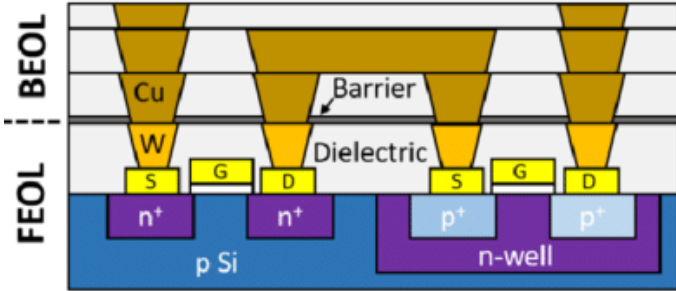 BEOL
FEOL
Cu
Barrier
W
Dielectric
S
G
D
S
G
D
n⁺
n⁺
p⁺
p⁺
p Si
n-well